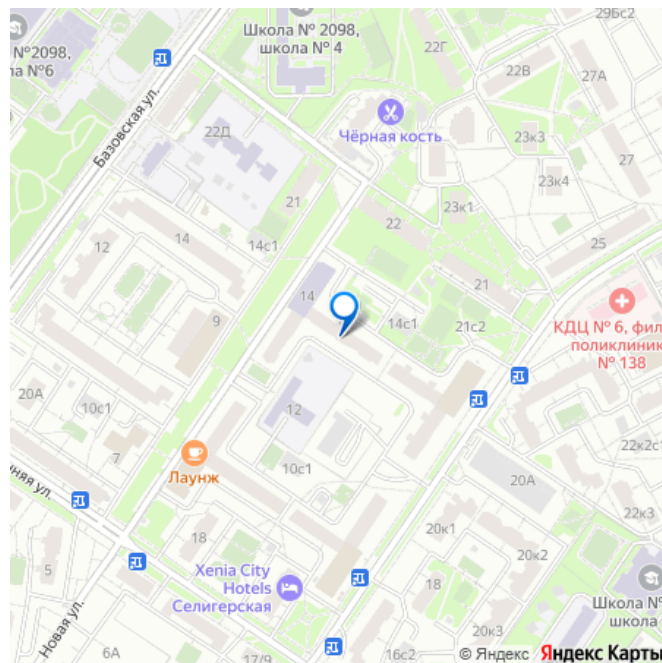 29Бс2
№2098,
ла №6
Школа № 2098,
школа № 4
22Г
22В
27А
Базовская ул.
Чёрная кость
23к3
27
22Д
23к4
21
23к1
22
25
12
14
14с1
21
14
КДЦ № 6, фил
поликлиник
№ 138
9
14с1
21с2
20А
10с1
12
22к2с
7
Лаунж
10с1
20А
няя ул.
22к3
18
20к1
20к2
5
Xenia City
Hotels
Селигерская
18
Школа №
школа
Новая ул.
6А
17/9
16с2
20к3
© Яндекс Яндекс Карты